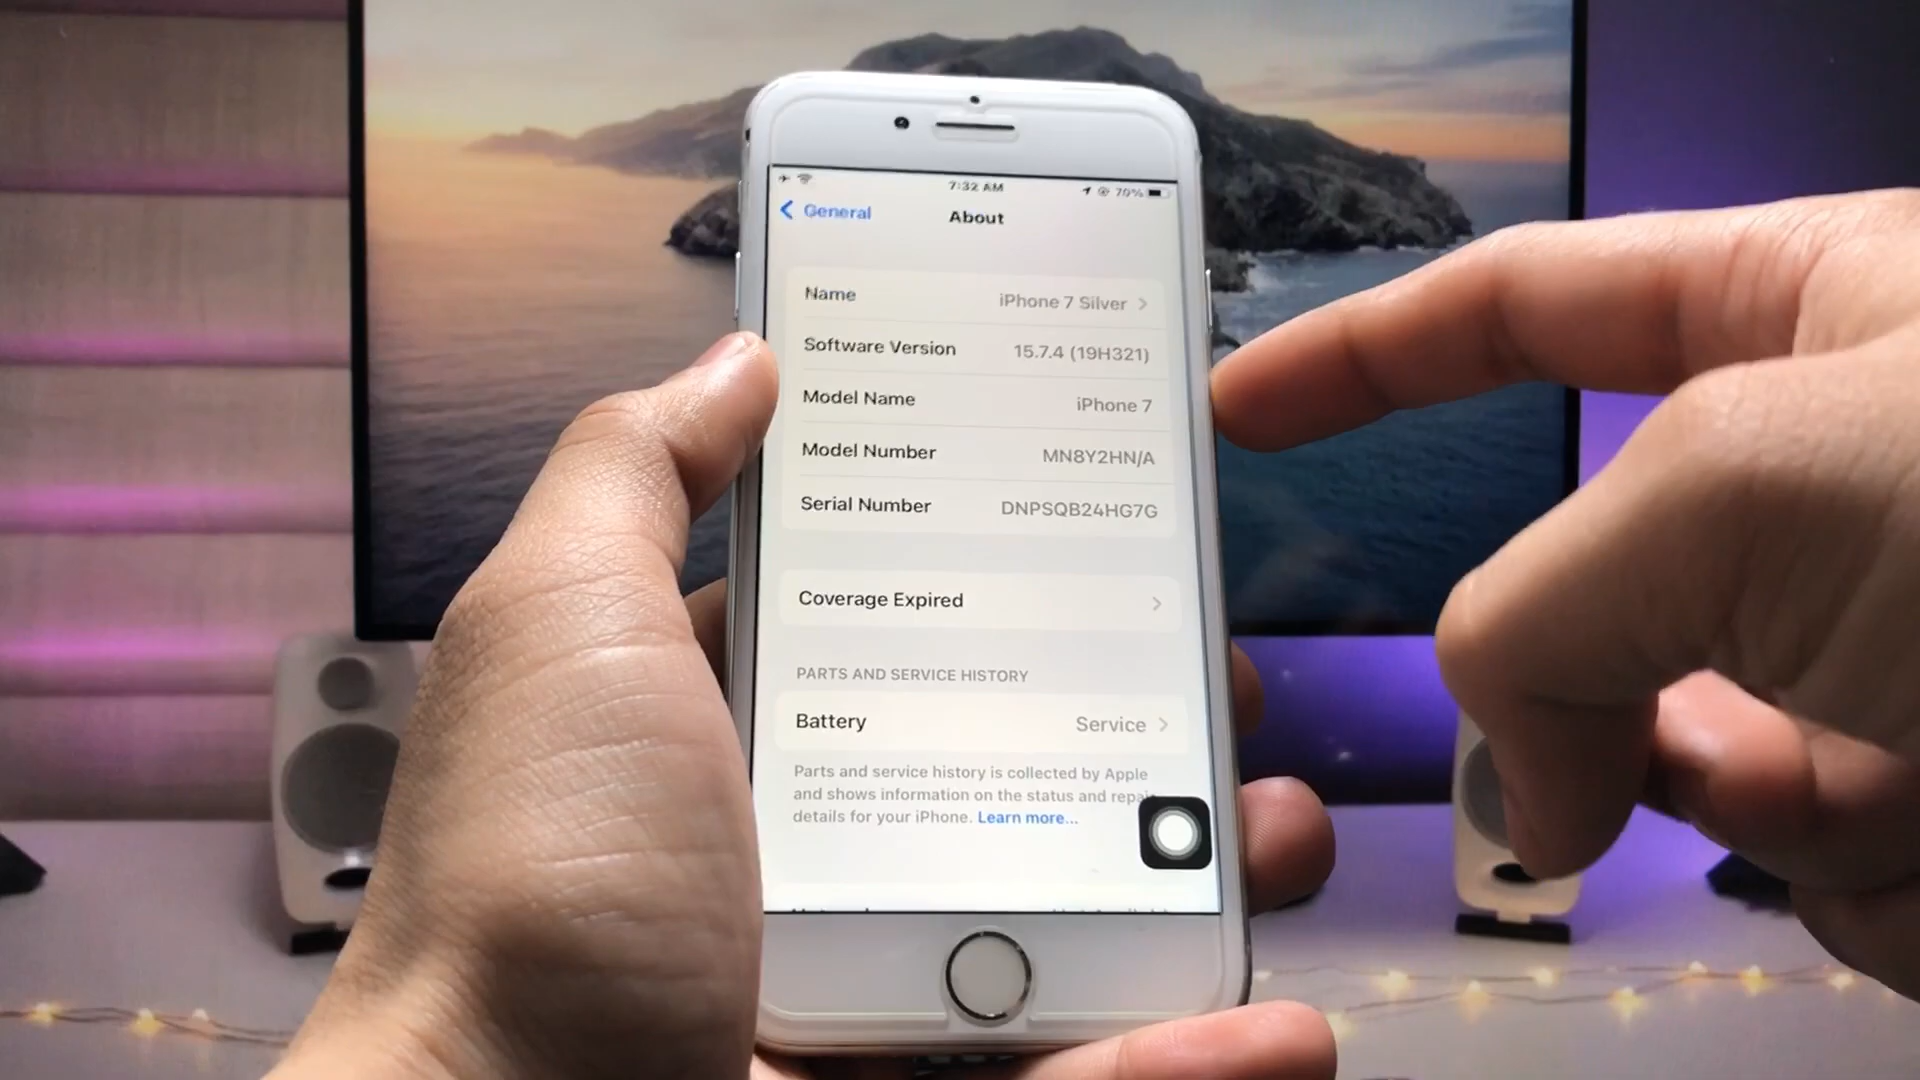 7:32 AM
70%
General
About
Name
iPhone 7 Silver
Software Version
15.7.4 (19H321)
Model Name
iPhone 7
Model Number
MN8Y2HN/A
Serial Number
DNPSQB24HG7G
Coverage Expired
PARTS AND SERVICE HISTORY
Battery
Service
Parts and service history is collected by Apple
and shows information on the status and
details for your iPhone. Learn more...